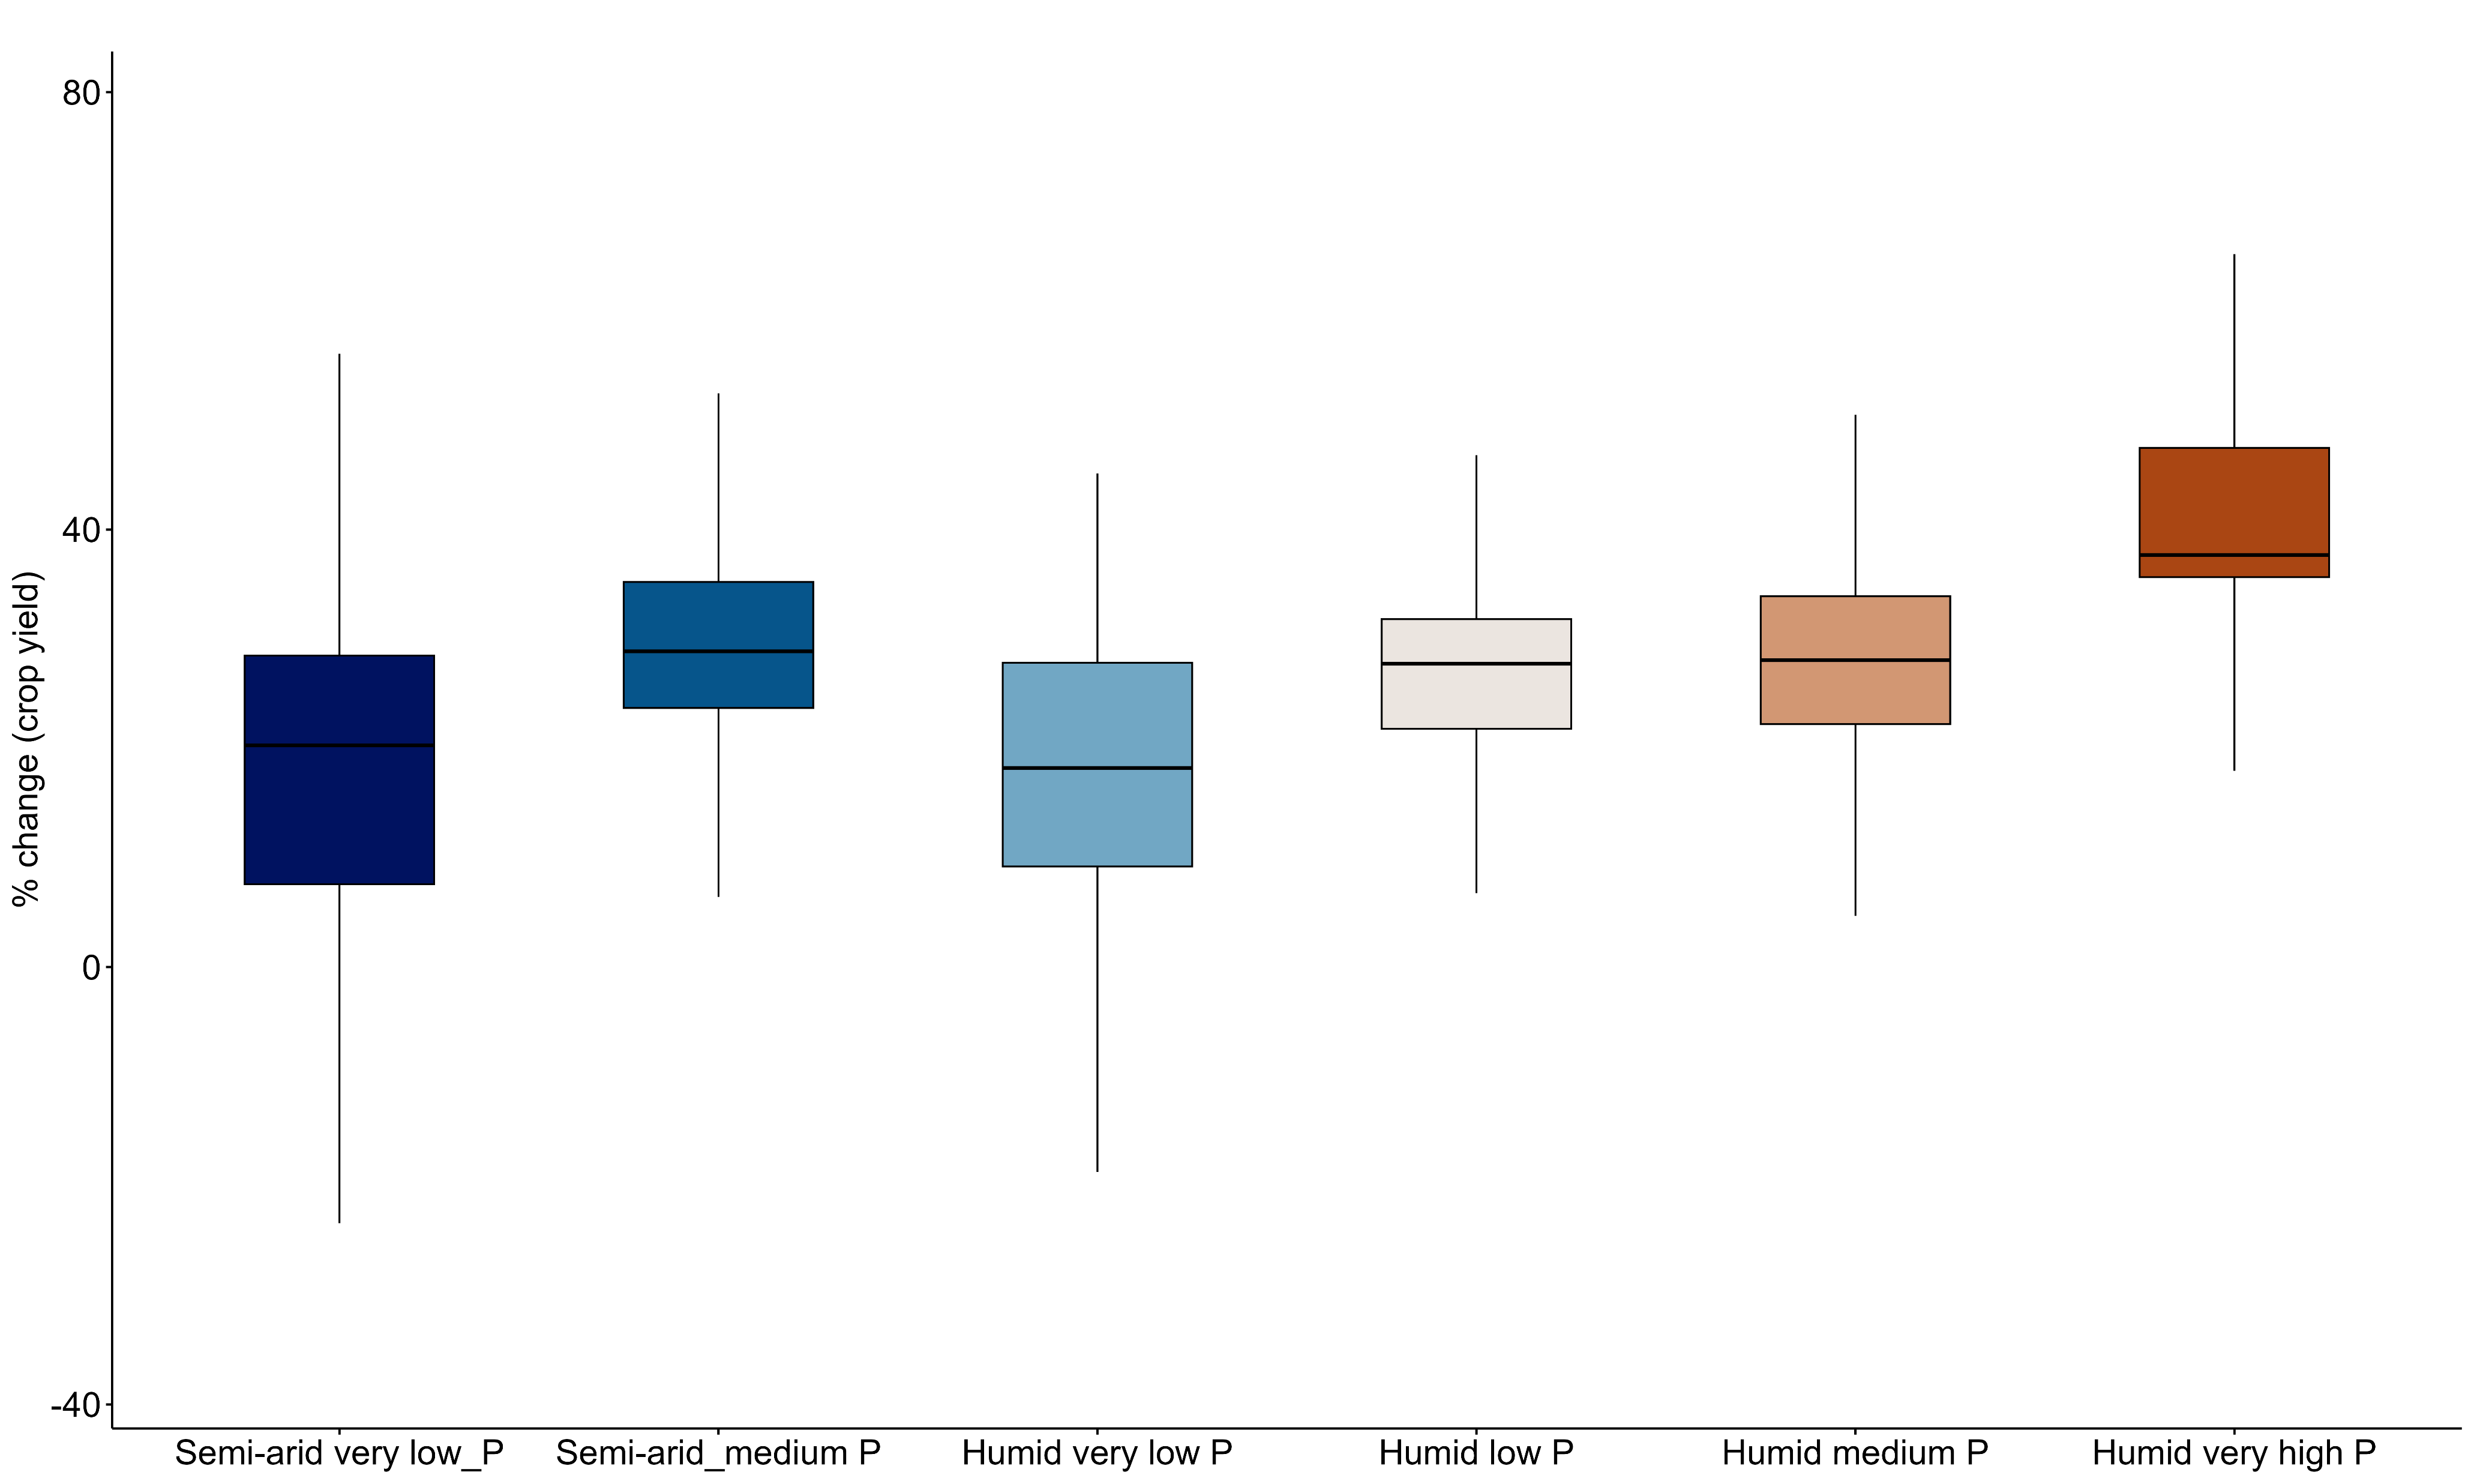 % change (crop yield)
80
40
0
-40
Semi-arid very low_P
Semi-arid_medium P
Humid very low P
Humid low P
Humid medium P
Humid very high P